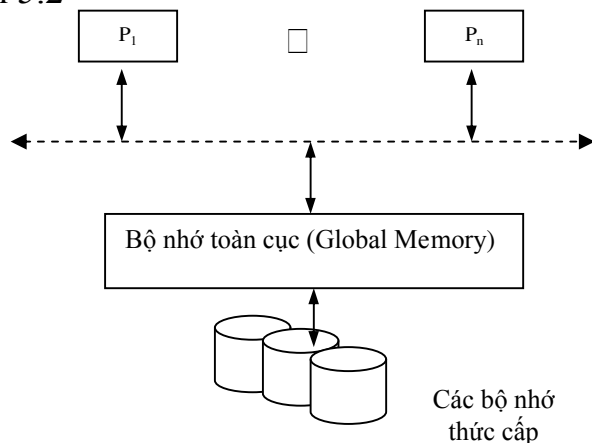 P1 Pn
Bộ nhớ toàn cục (Global Memory)
Các bộ nhớ
thức cấp